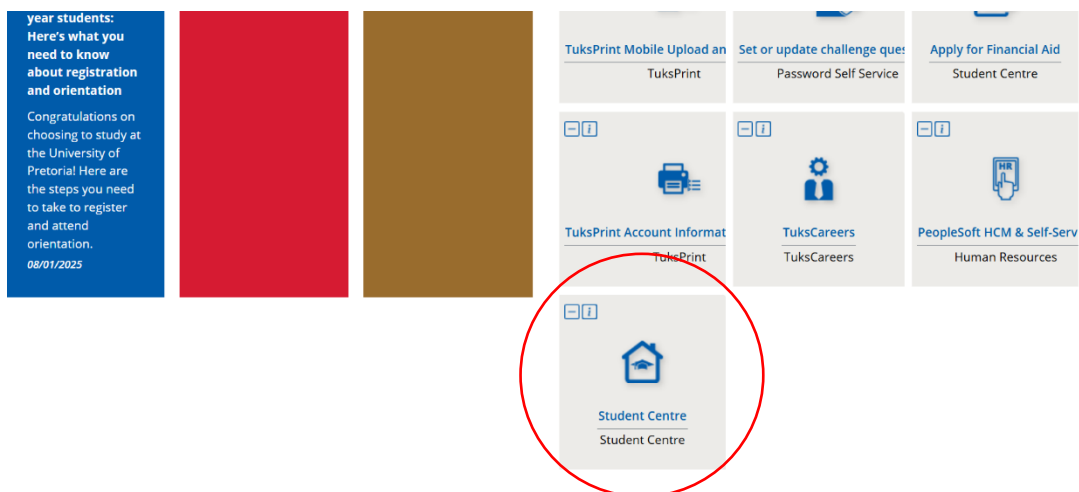 year students:
Here's what you
need to know
about registration
and orientation
Congratulations on
choosing to study at
the University of
Pretoria! Here are
the steps you need
to take to register
and attend
orientation.
08/01/2025
TuksPrint Mobile Upload an
TuksPrint
Set or update challenge ques
Password Self Service
Apply for Financial Aid
Student Centre
TuksPrint Account Informat
TuksPrint
TuksCareers
TuksCareers
HR
PeopleSoft HCM & Self-Serv
Human Resources
Student Centre
Student Centre